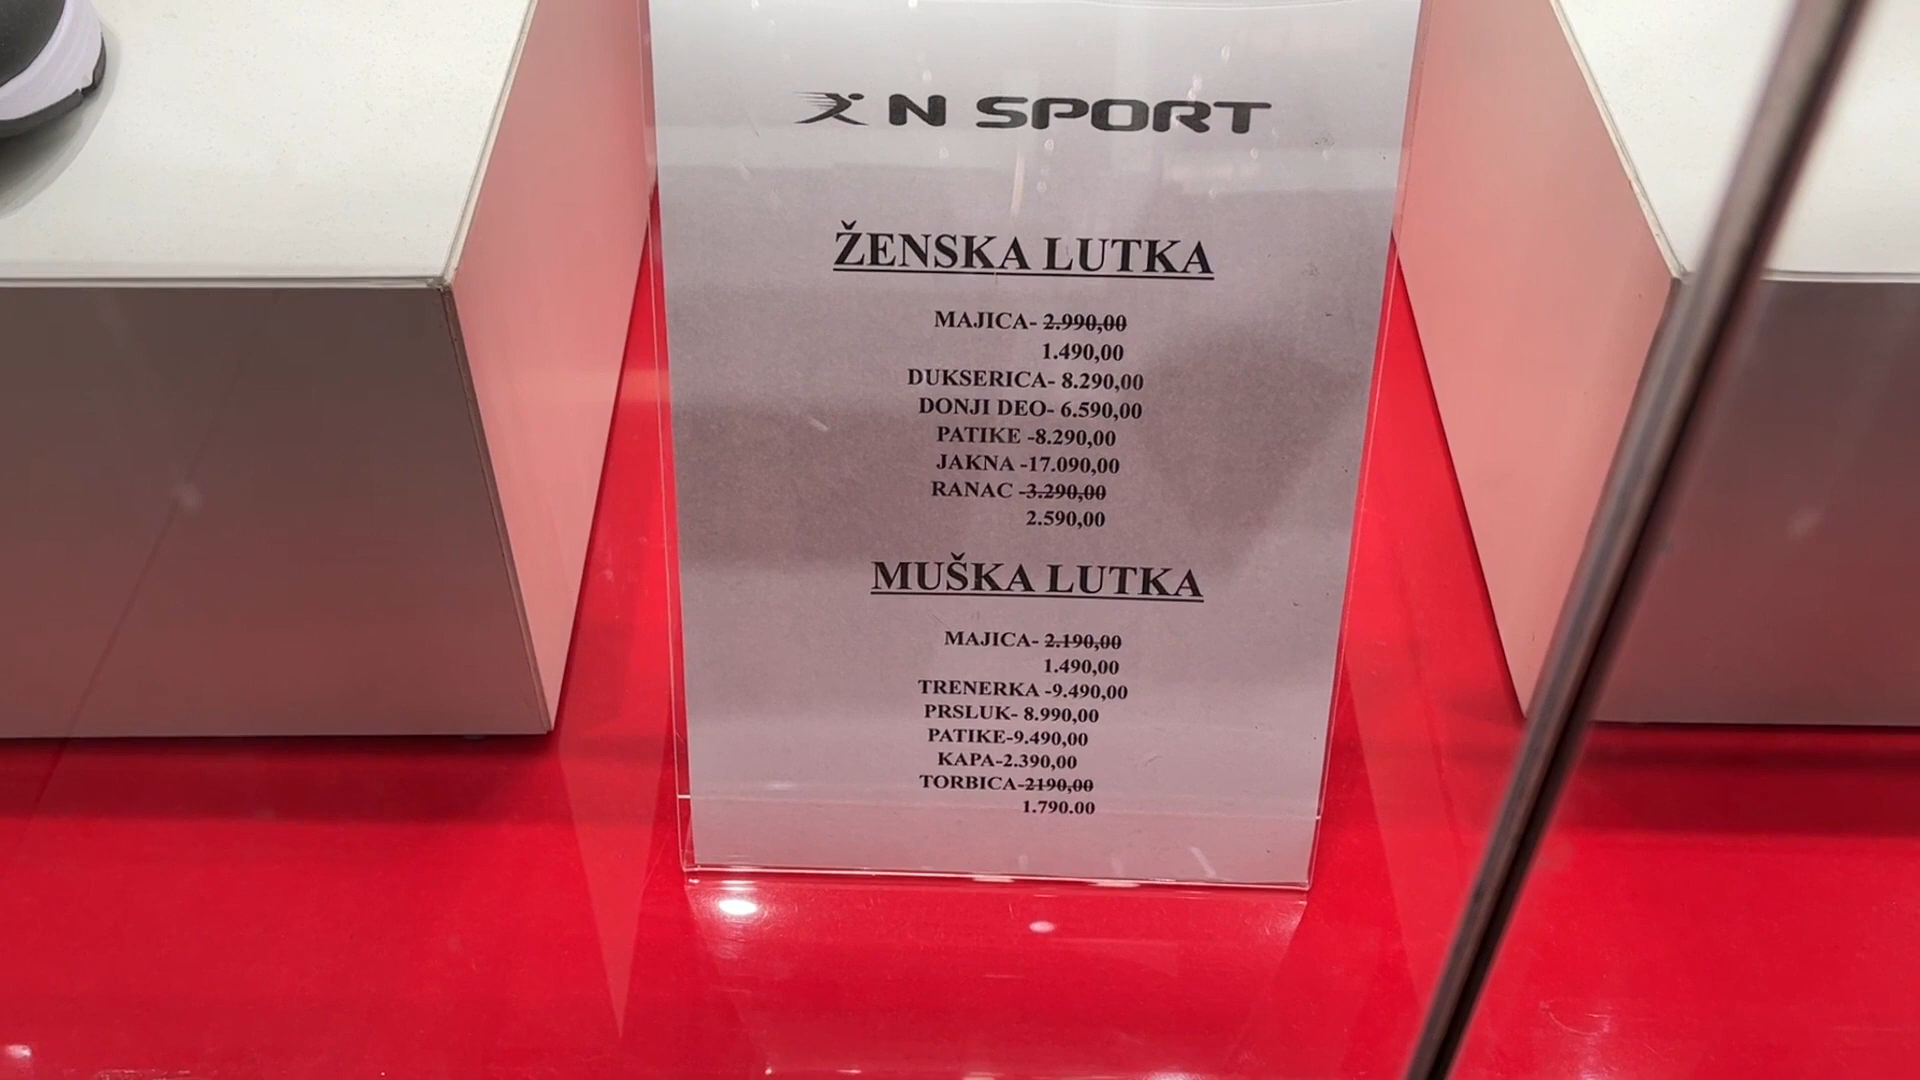 N SPORT
ŽENSKA LUTKA
MAJICA- 2.990,00
1.490,00
DUKSERICA- 8.290,00
DONJI DEO- 6.590,00
PATIKE -8.290,00
JAKNA -17.090,00
RANAC -3.290,00
2.590,00
MUŠKA LUTKA
MAJICA- 2.190,00
1.490,00
TRENERKA -9.490,00
PRSLUK- 8.990,00
PATIKE-9.490,00
KAPA-2.390,00
TORBICA-2190,00
1.790.00